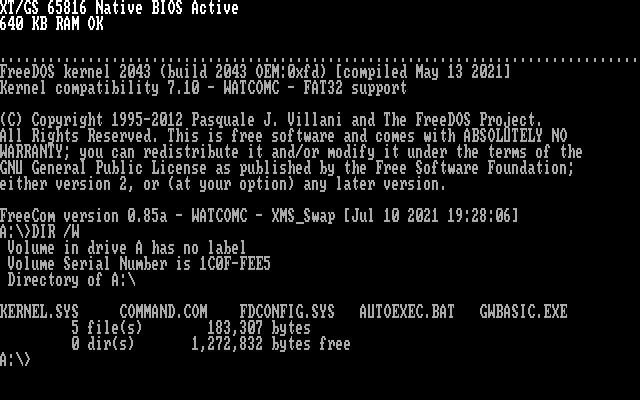 XT/GS 65816 Native BIOS Active
640 KB RAM OK
................................................................................
FreeDOS kernel 2043 (build 2043 OEM:0xfd) [compiled May 13 2021]
Kernel compatibility 7.10 - WATCOMC - FAT32 support
(C) Copyright 1995-2012 Pasquale J. Villani and The FreeDOS Project.
All Rights Reserved. This is free software and comes with ABSOLUTELY NO
WARRANTY; you can redistribute it and/or modify it under the terms of the
GNU General Public License as published by the Free Software Foundation;
either version 2, or (at your option) any later version.
FreeCom version 0.85a - WATCOMC - XMS_Swap [Jul 10 2021 19:28:06]
A:\>DIR /W
Volume in drive A has no label
Volume Serial Number is 1C0F-FEE5
Directory of A:\
KERNEL.SYS COMMAND.COM FDCONFIG.SYS AUTOEXEC.BAT GWBASIC.EXE
5 file(s) 183,307 bytes
0 dir(s) 1,272,832 bytes free
A:\>